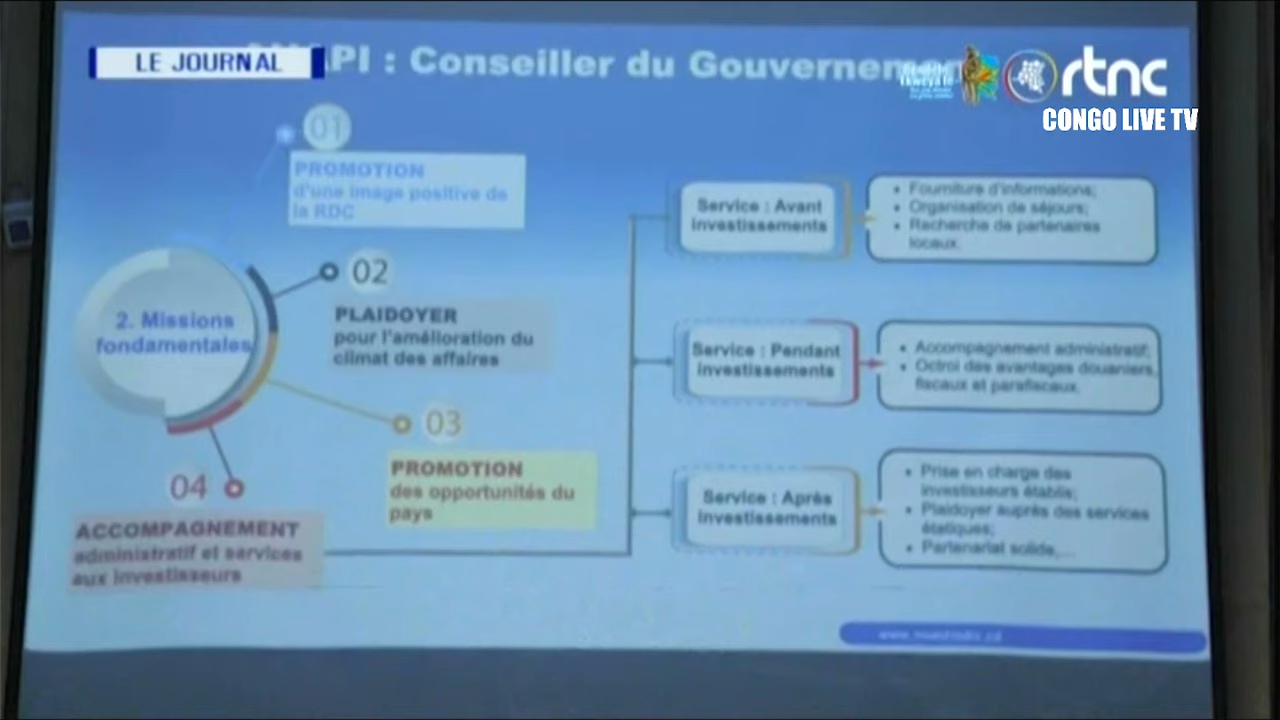 LE JOURNAL
API : Conseiller du Gouvernem
rtnc
CONGO LIVE TV
01
PROMOTION
d'une image positive de
la RDC
02
PLAIDOYER
pour l'amélioration du
climat des affaires
2. Missions
fondamentales
03
PROMOTION
des opportunités du
pays
04
ACCOMPAGNEMENT
administratif et services
aux investisseurs
Service : Avant
investissements
• Fourniture d'informations;
• Organisation de séjours;
• Recherche de partenaires
locaux.
Service : Pendant
investissements
• Accompagnement administratif;
• Octroi des avantages douaniers,
fiscaux et parafiscaux.
Service : Après
investissements
• Prise en charge des
investisseurs établis;
• Plaidoyer auprès des services
étatiques;
• Partenariat solide,...